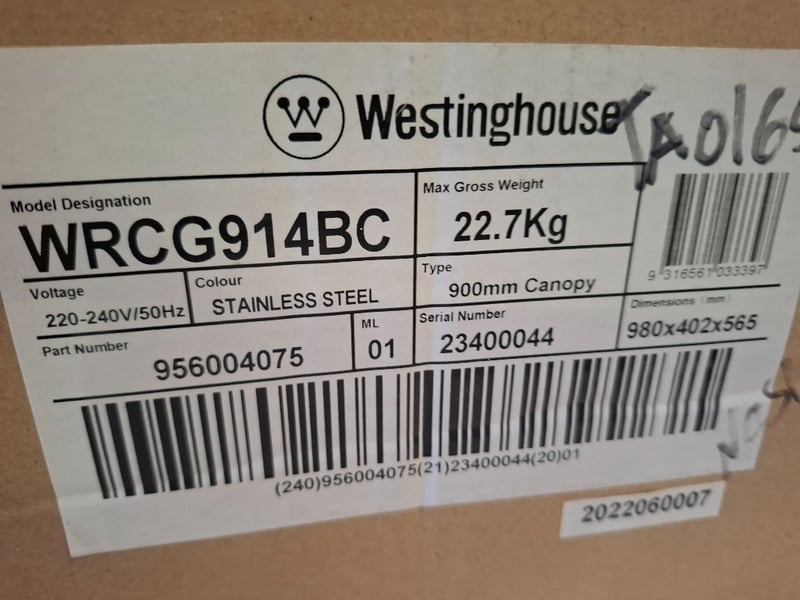 Westinghouse
Model Designation
WRCG914BC
Max Gross Weight
22.7Kg
9 316561 033397
Voltage
220-240V/50Hz
Colour
STAINLESS STEEL
Type
900mm Canopy
Part Number
956004075
ML
01
Serial Number
23400044
Dimensions (mm)
980x402x565
(240)956004075(21)23400044(20)01
2022060007